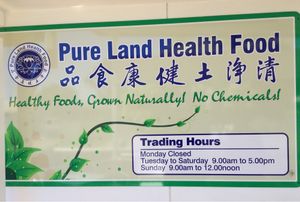 Pure Land Health Food
品食康健土净清
Healthy Foods, Grown Naturally! No Chemicals!
Trading Hours
Monday Closed
Tuesday to Saturday 9.00am to 5.00pm
Sunday 9.00am to 12.00noon